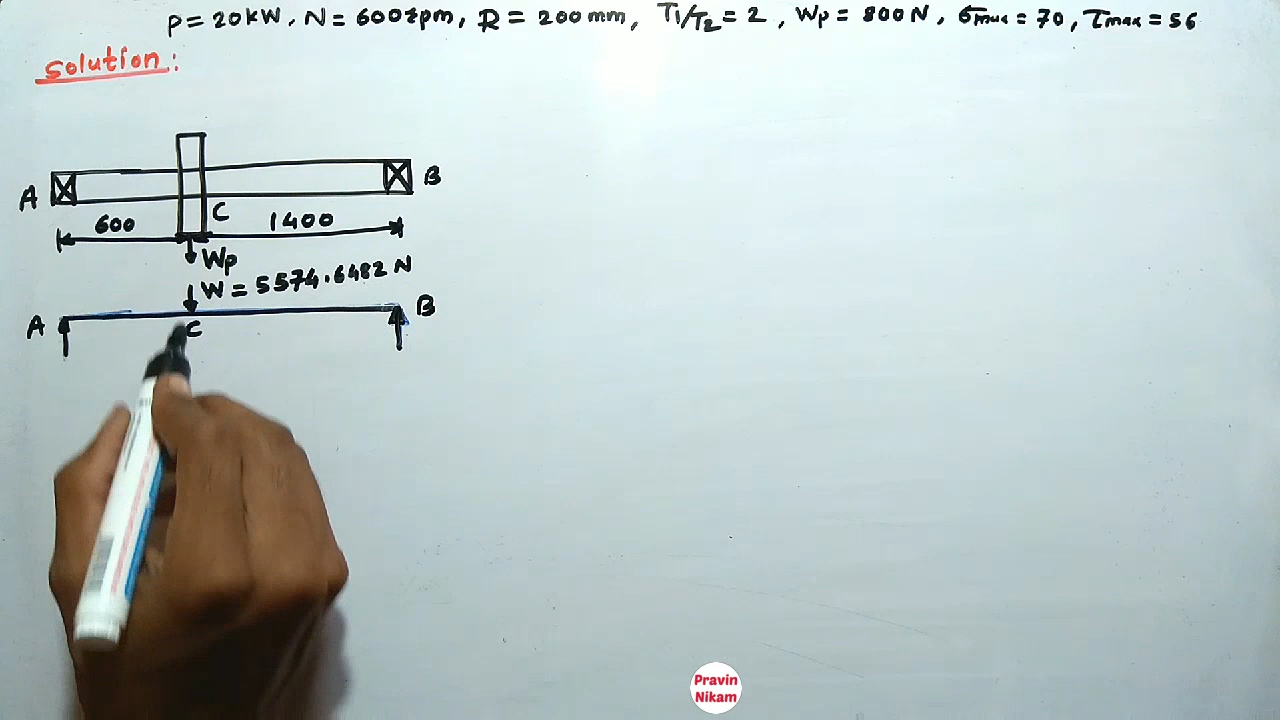 P = 20 kW, N = 600 rpm, R = 200 mm, T1/T2 = 2, Wp = 800 N, σmax = 70, τmax = 56
Solution:
A B
C
600 1400
Wp
W = 5574.6482 N
A B
C
Pravin
Nikam